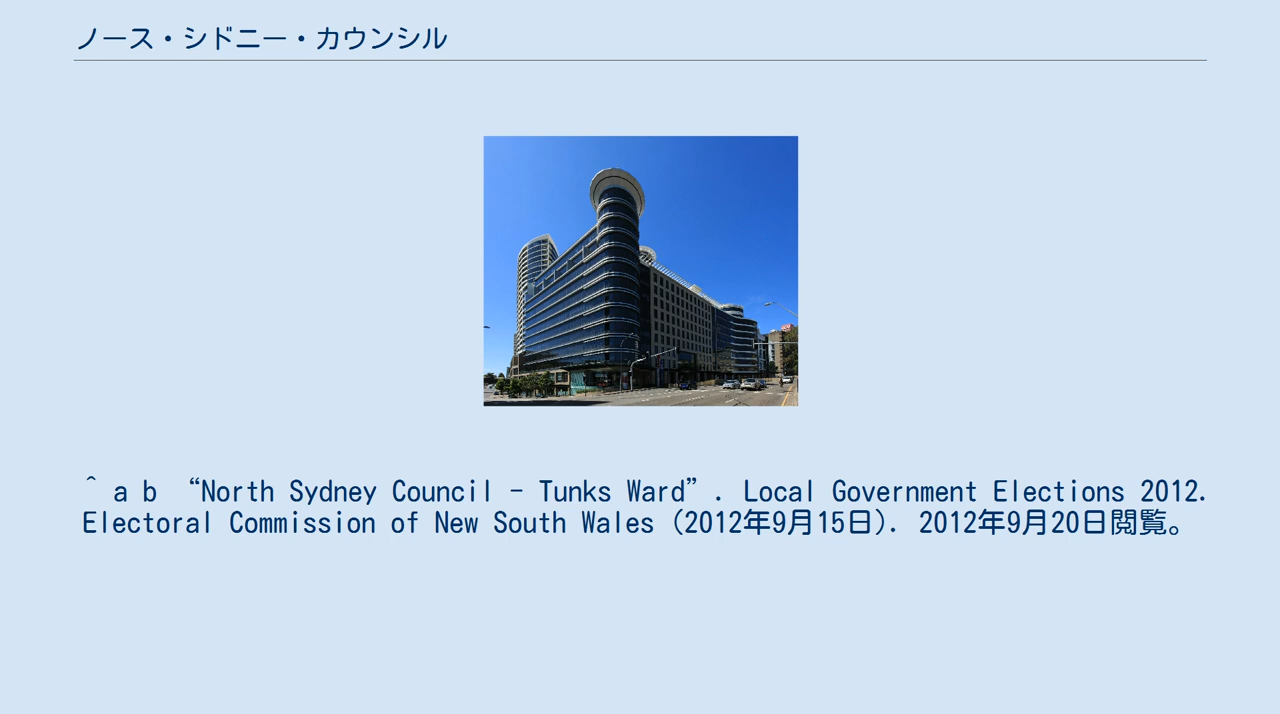 ノース・シドニー・カウンシル
^ a b “North Sydney Council - Tunks Ward”. Local Government Elections 2012.
Electoral Commission of New South Wales (2012年9月15日). 2012年9月20日閲覧。